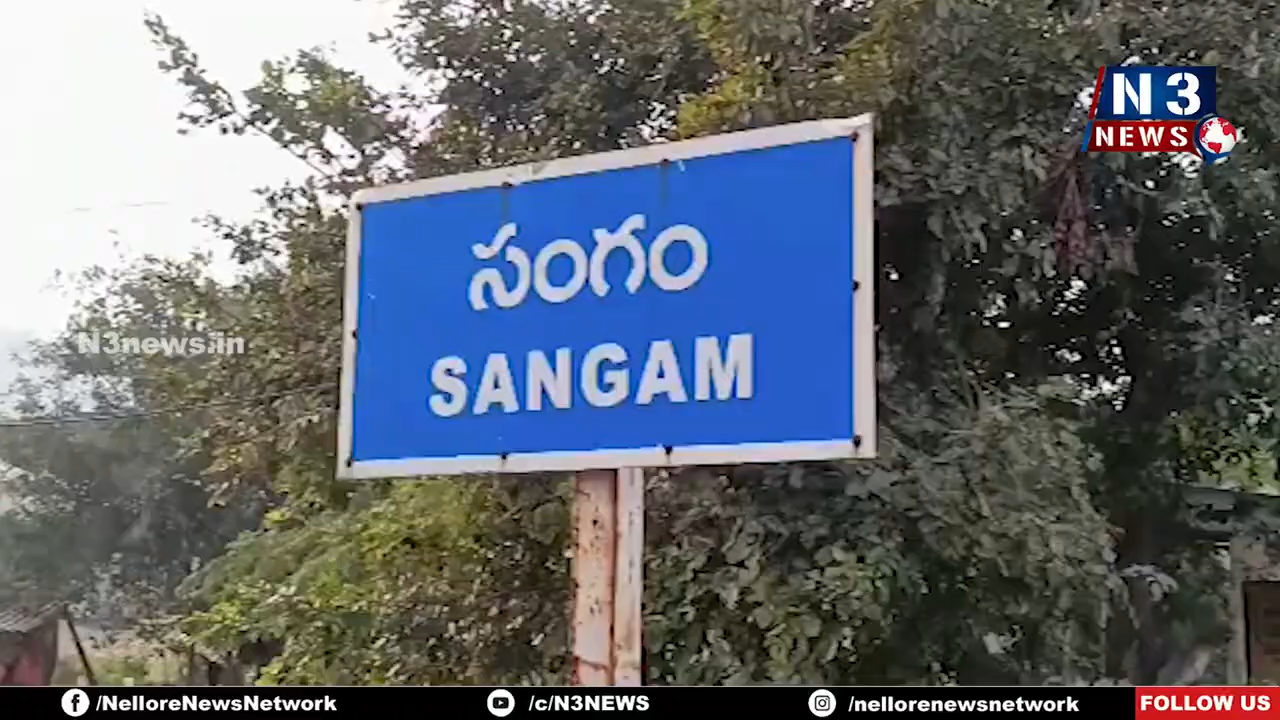 N3
NEWS
సంగం
N3news.in
SANGAM
/NelloreNewsNetwork
/c/N3NEWS
/nellorenewsnetwork
FOLLOW US